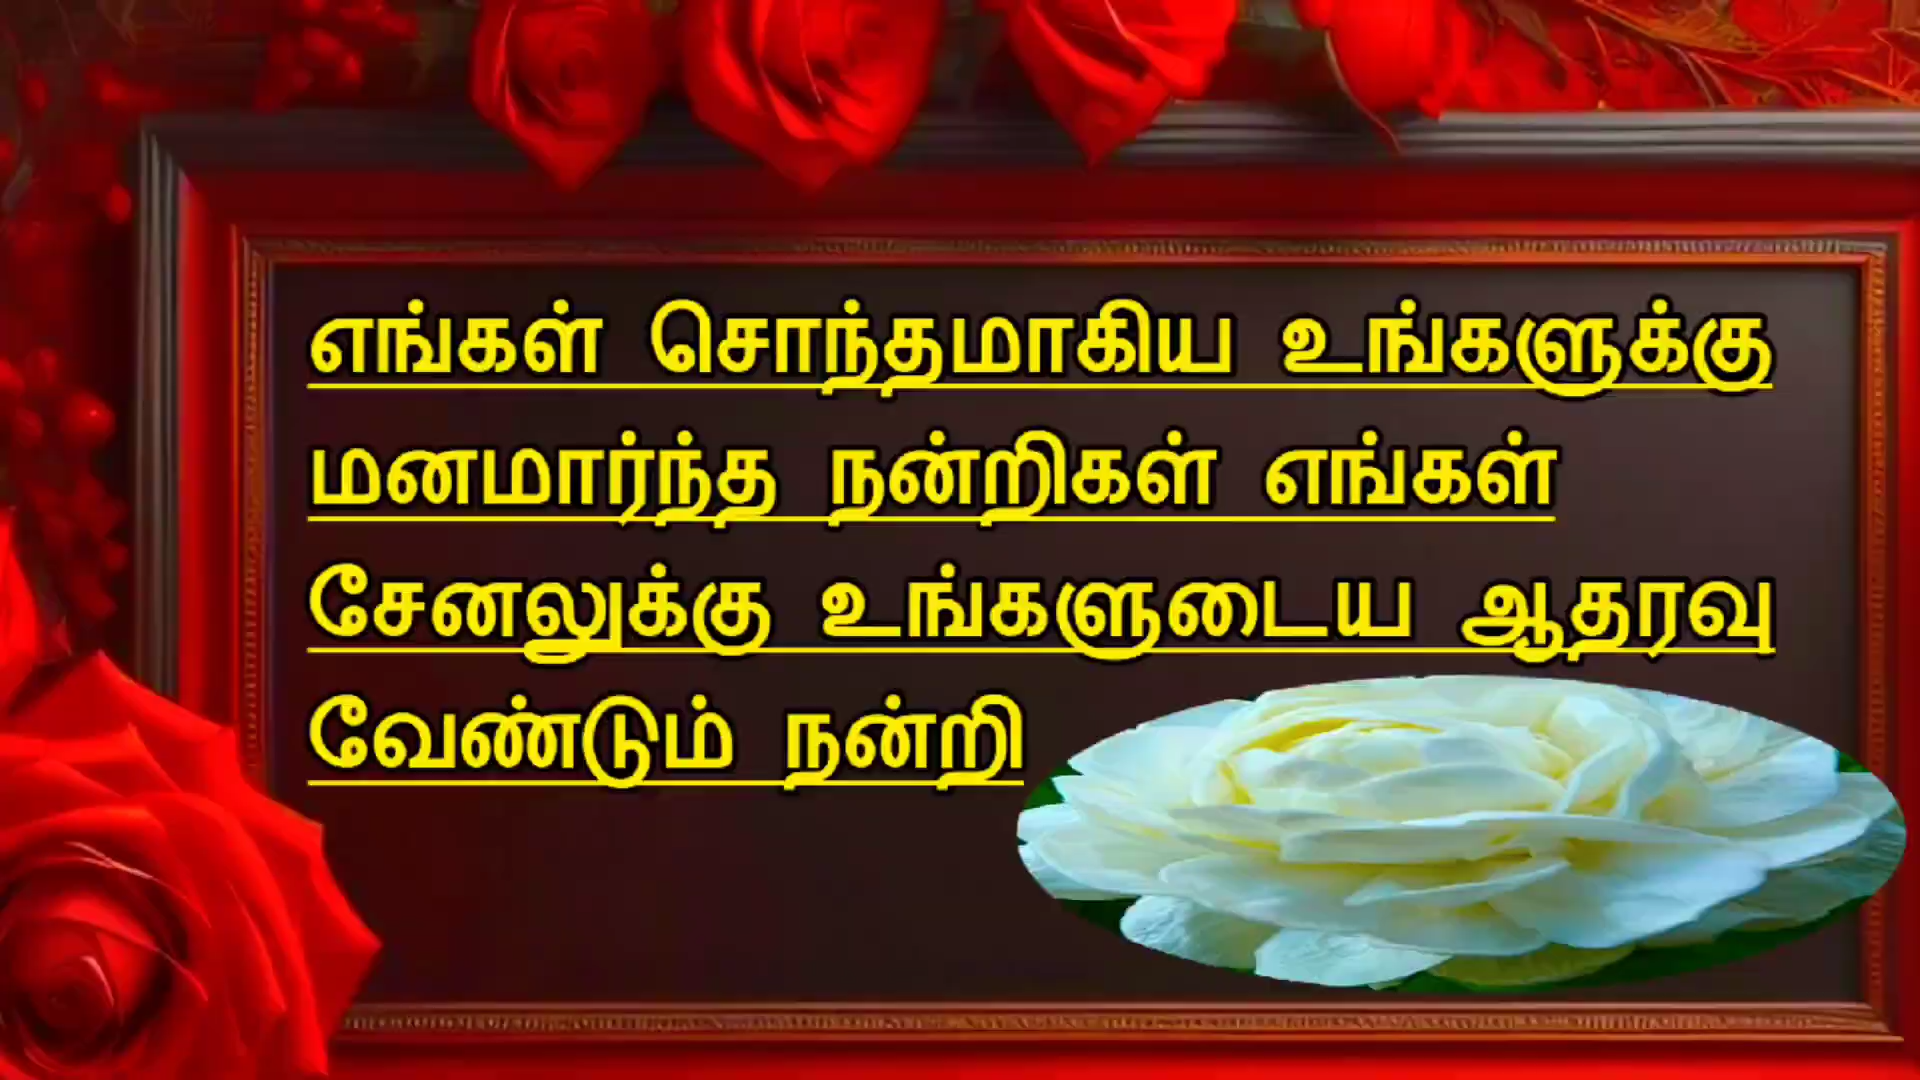 எங்கள் சொந்தமாகிய உங்களுக்கு
மனமார்ந்த நன்றிகள் எங்கள்
சேனலுக்கு உங்களுடைய ஆதரவு
வேண்டும் நன்றி